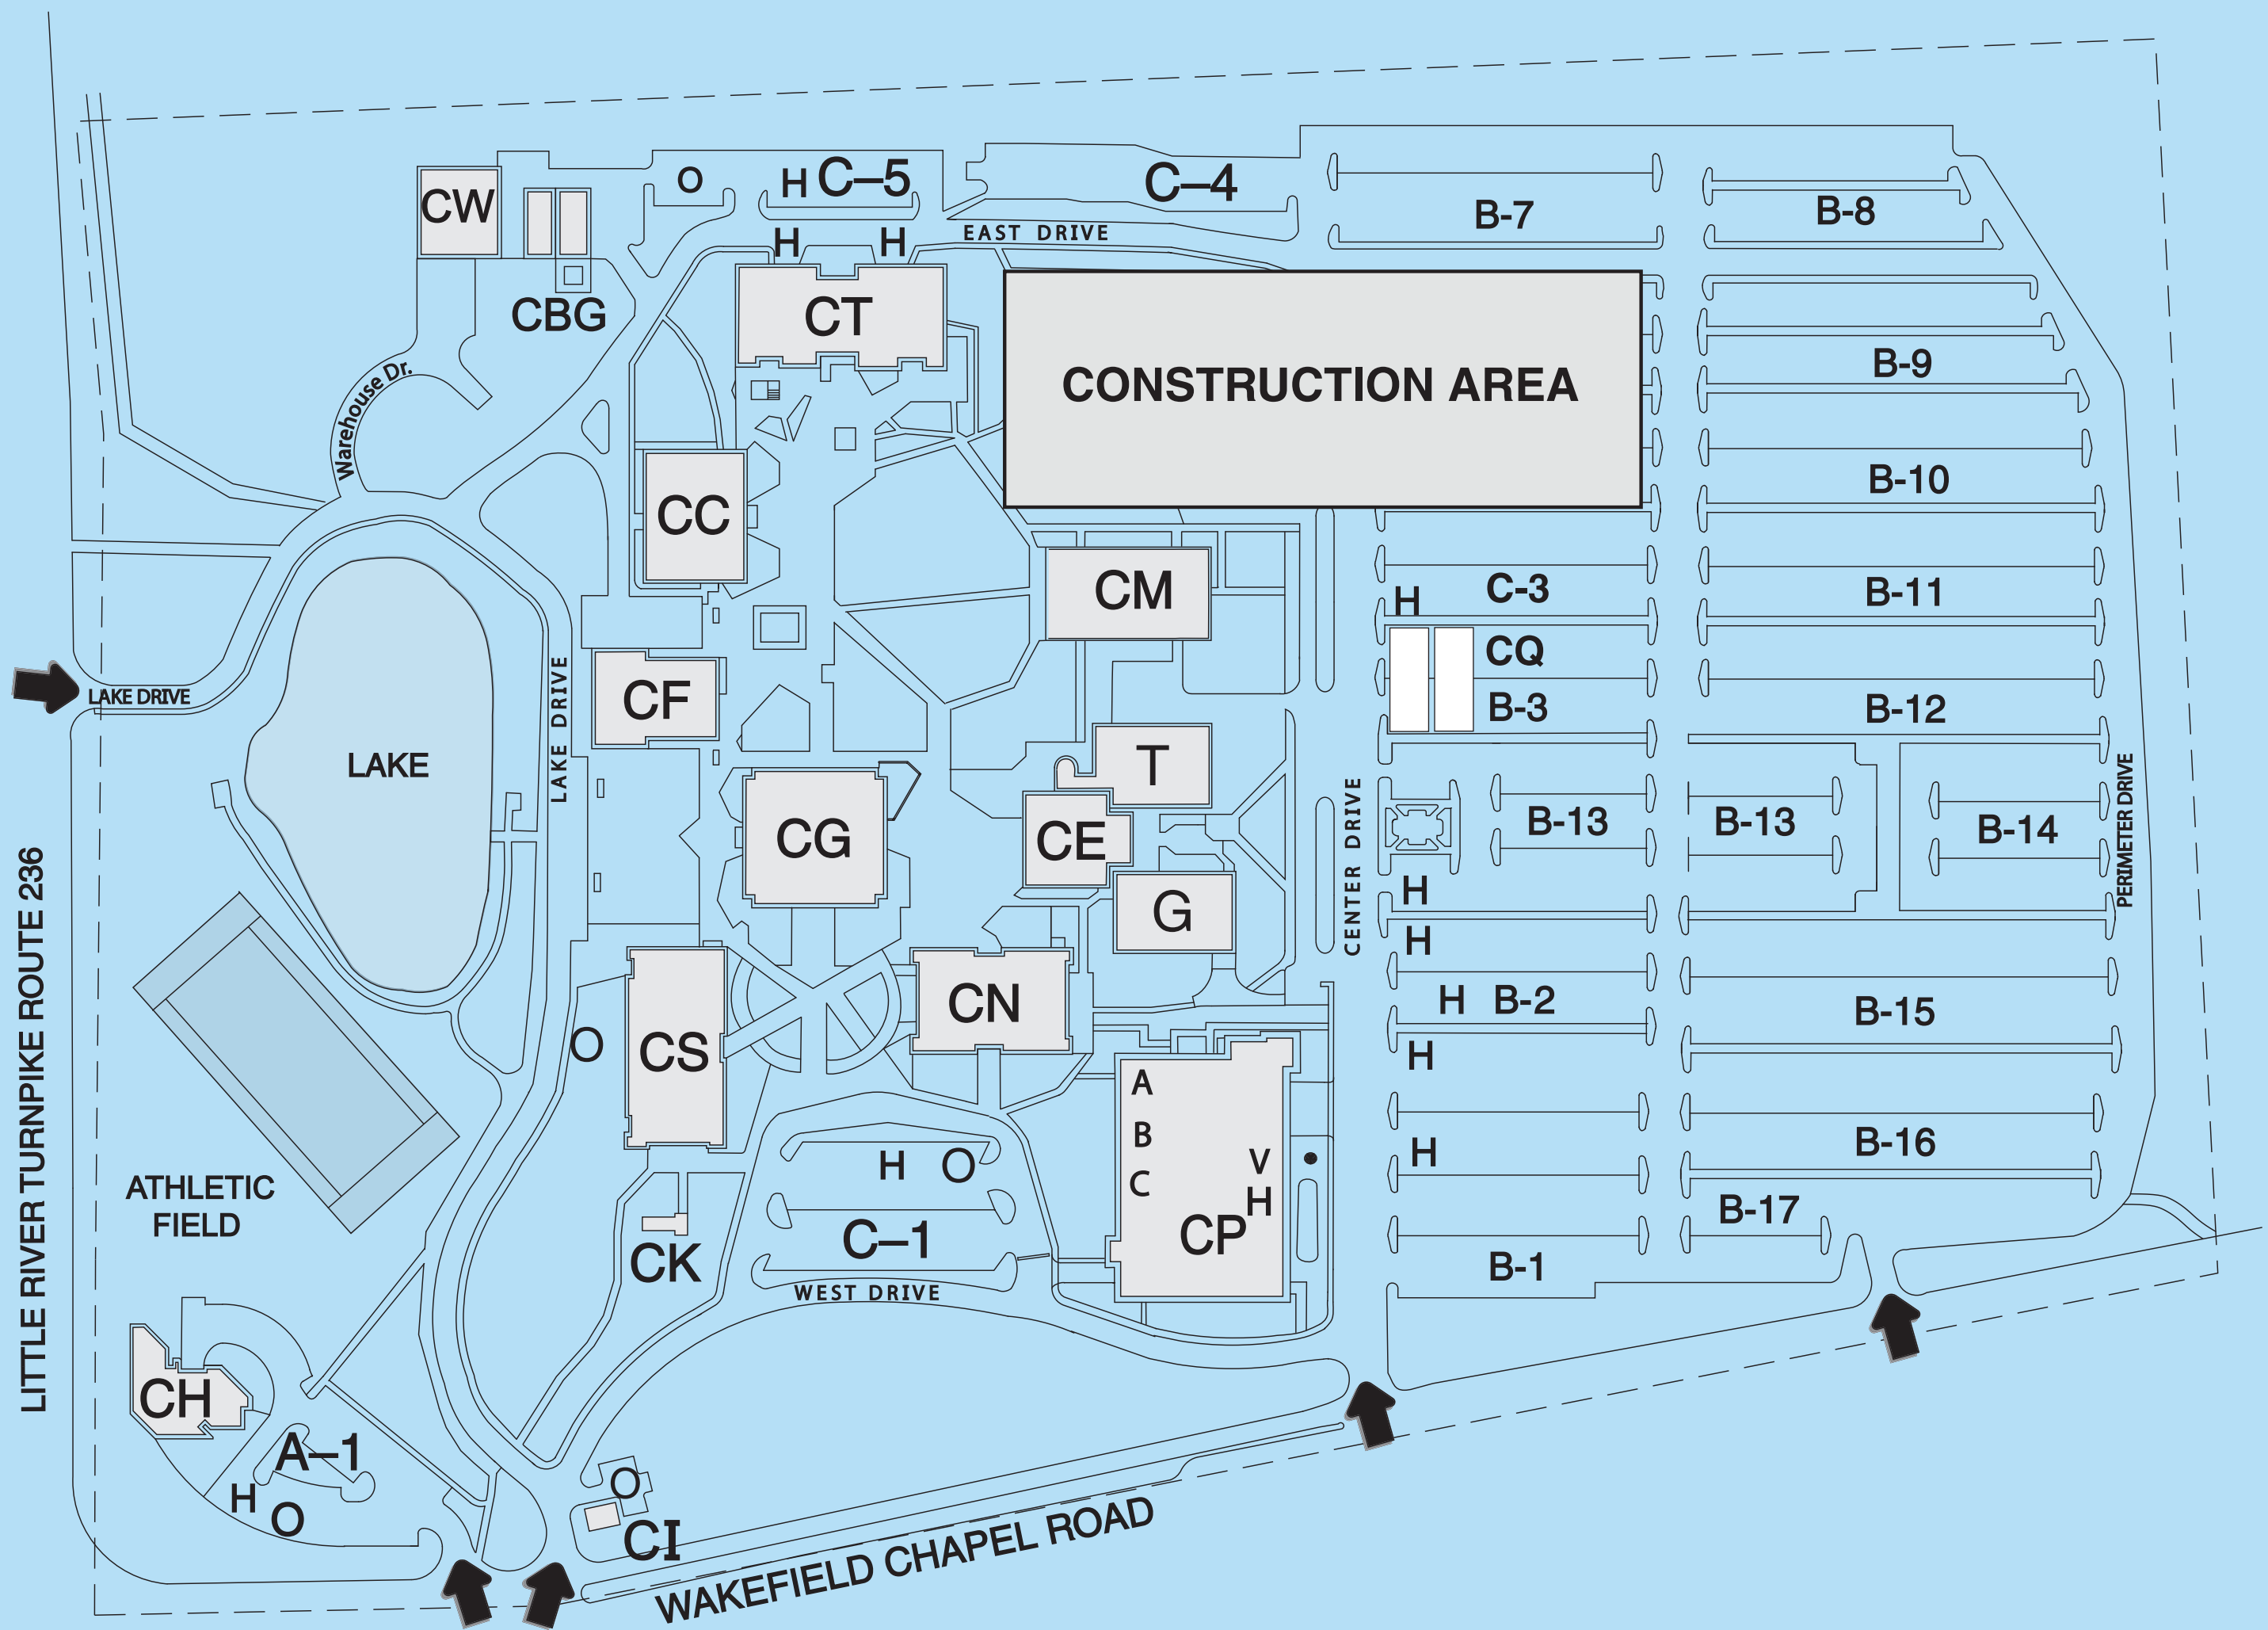 O
H C–5
C–4
CW
B-7
B-8
H
H
EAST DRIVE
CBG
CT
CONSTRUCTION AREA
B-9
Warehouse Dr.
B-10
CC
CM
C-3
H
B-11
CQ
LAKE DRIVE
LAKE DRIVE
CF
B-3
B-12
LAKE
T
PERIMETER DRIVE
CG
CE
CENTER DRIVE
B-13
B-13
B-14
H
G
H
LITTLE RIVER TURNPIKE ROUTE 236
CN
H B-2
B-15
O
CS
H
A
B
C
V
H
H
B-16
H O
ATHLETIC
FIELD
B-17
C–1
CP
CK
B-1
WEST DRIVE
CH
A–1
H
O
O
CI
WAKEFIELD CHAPEL ROAD